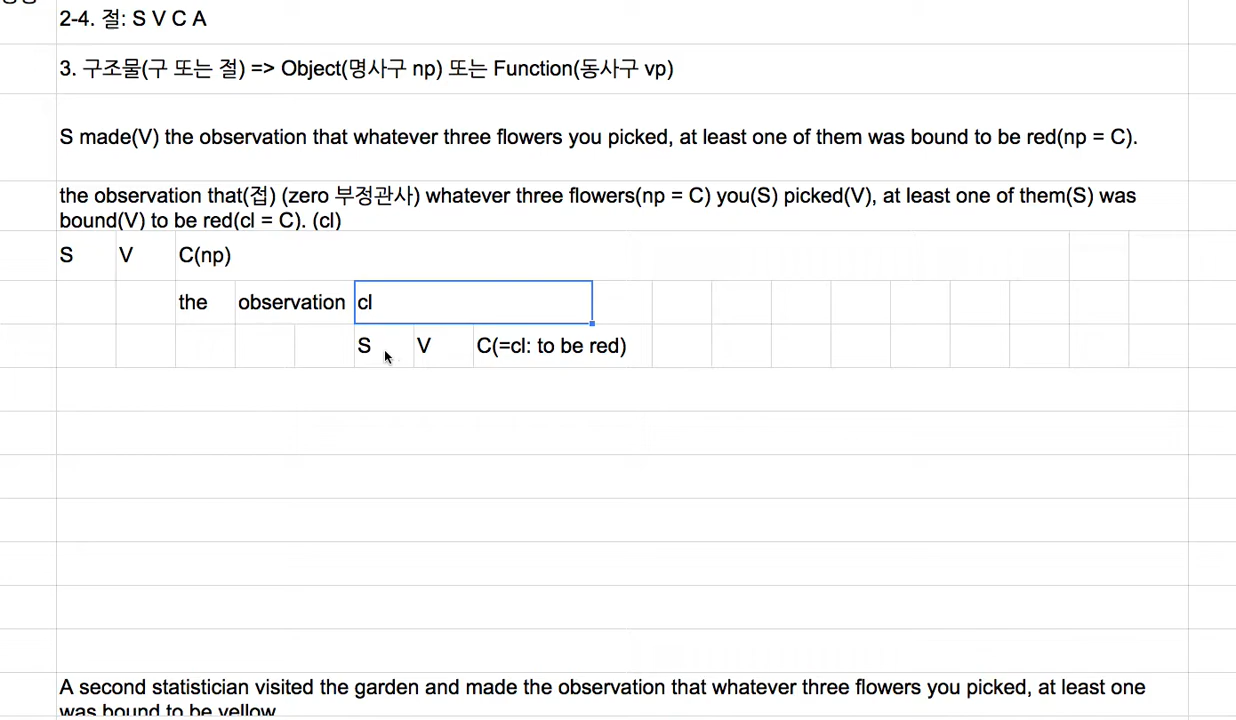 2-4. 절: S V C A
3. 구조물(구 또는 절) => Object(명사구 np) 또는 Function(동사구 vp)
S made(V) the observation that whatever three flowers you picked, at least one of them was bound to be red(np = C).
the observation that(접) (zero 부정관사) whatever three flowers(np = C) you(S) picked(V), at least one of them(S) was
bound(V) to be red(cl = C). (cl)
S V C(np)
the observation cl
S V C(=cl: to be red)
A second statistician visited the garden and made the observation that whatever three flowers you picked, at least one
was bound to be yellow.